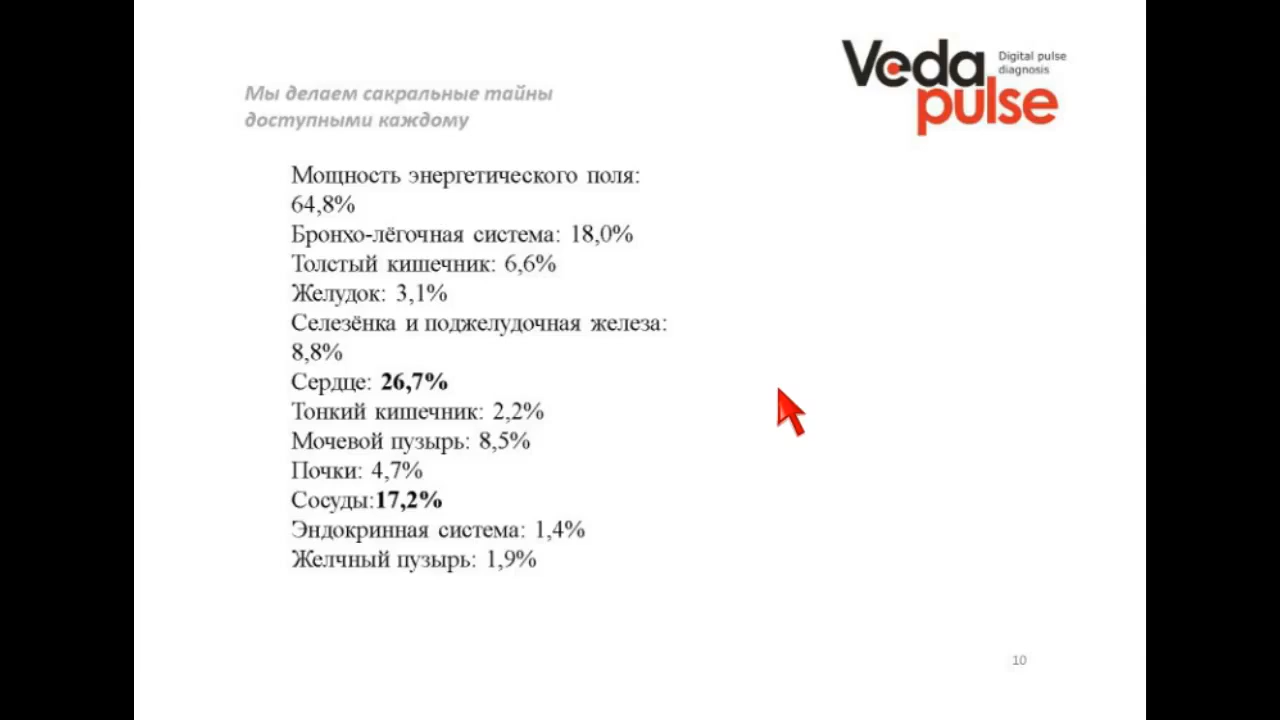 Мы делаем сакральные тайны
доступными каждому
Veda
pulse
Digital pulse
diagnosis
Мощность энергетического поля:
64,8%
Бронхо-лёгочная система: 18,0%
Толстый кишечник: 6,6%
Желудок: 3,1%
Селезёнка и поджелудочная железа:
8,8%
Сердце: 26,7%
Тонкий кишечник: 2,2%
Мочевой пузырь: 8,5%
Почки: 4,7%
Сосуды:17,2%
Эндокринная система: 1,4%
Желчный пузырь: 1,9%
10